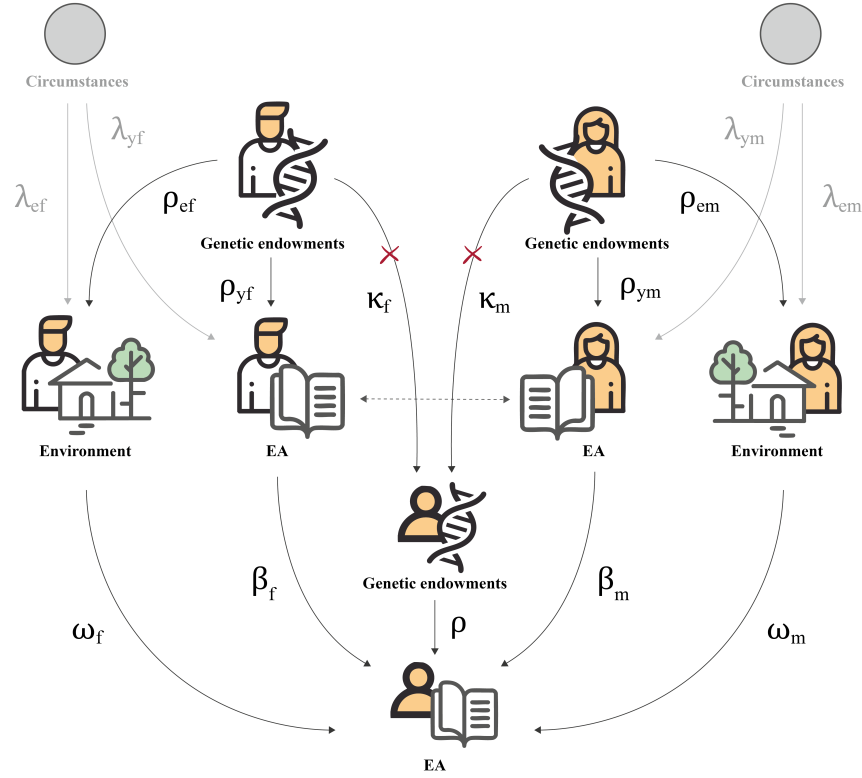 Circumstances
Circumstances
λyf
λym
λef
ρef
ρem
λem
Genetic endowments
Genetic endowments
ρyf
κf
κm
ρym
Environment
EA
EA
Environment
Genetic endowments
βf
βm
ωf
ρ
ωm
EA